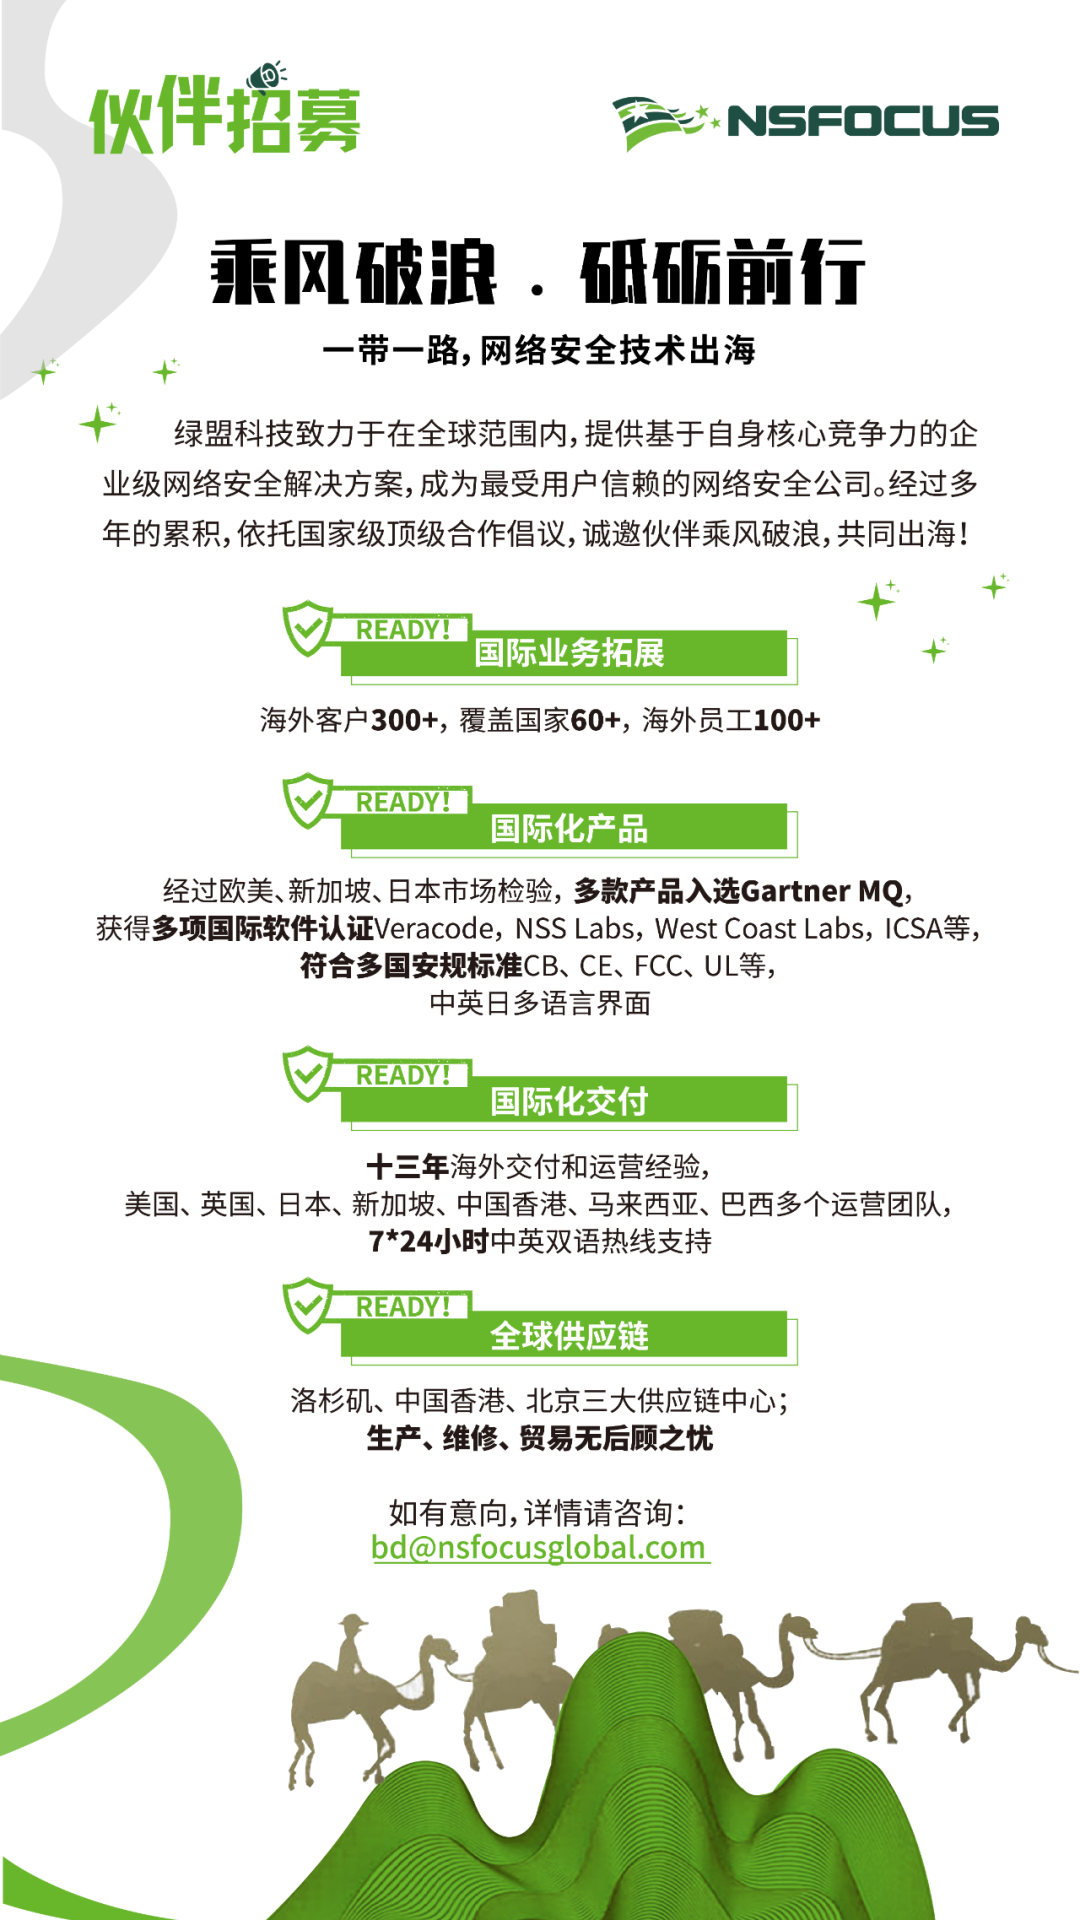 伙伴招募
NSFOCUS
乘风破浪.砥砺前行
一带一路,网络安全技术出海
绿盟科技致力于在全球范围内,提供基于自身核心竞争力的企
业级网络安全解决方案,成为最受用户信赖的网络安全公司。经过多
年的累积,依托国家级顶级合作倡议,诚邀伙伴乘风破浪,共同出海!
READY!
国际业务拓展
海外客户300+, 覆盖国家60+, 海外员工100+
READY!
国际化产品
经过欧美、新加坡、日本市场检验, 多款产品入选Gartner MQ,
获得多项国际软件认证Veracode, NSS Labs, West Coast Labs, ICSA等,
符合多国安规标准CB、CE、FCC、UL等,
中英日多语言界面
READY!
国际化交付
十三年海外交付和运营经验,
美国、英国、日本、新加坡、中国香港、马来西亚、巴西多个运营团队,
7*24小时中英双语热线支持
READY!
全球供应链
洛杉矶、中国香港、北京三大供应链中心;
生产、维修、贸易无后顾之忧
如有意向,详情请咨询:
bd@nsfocusglobal.com